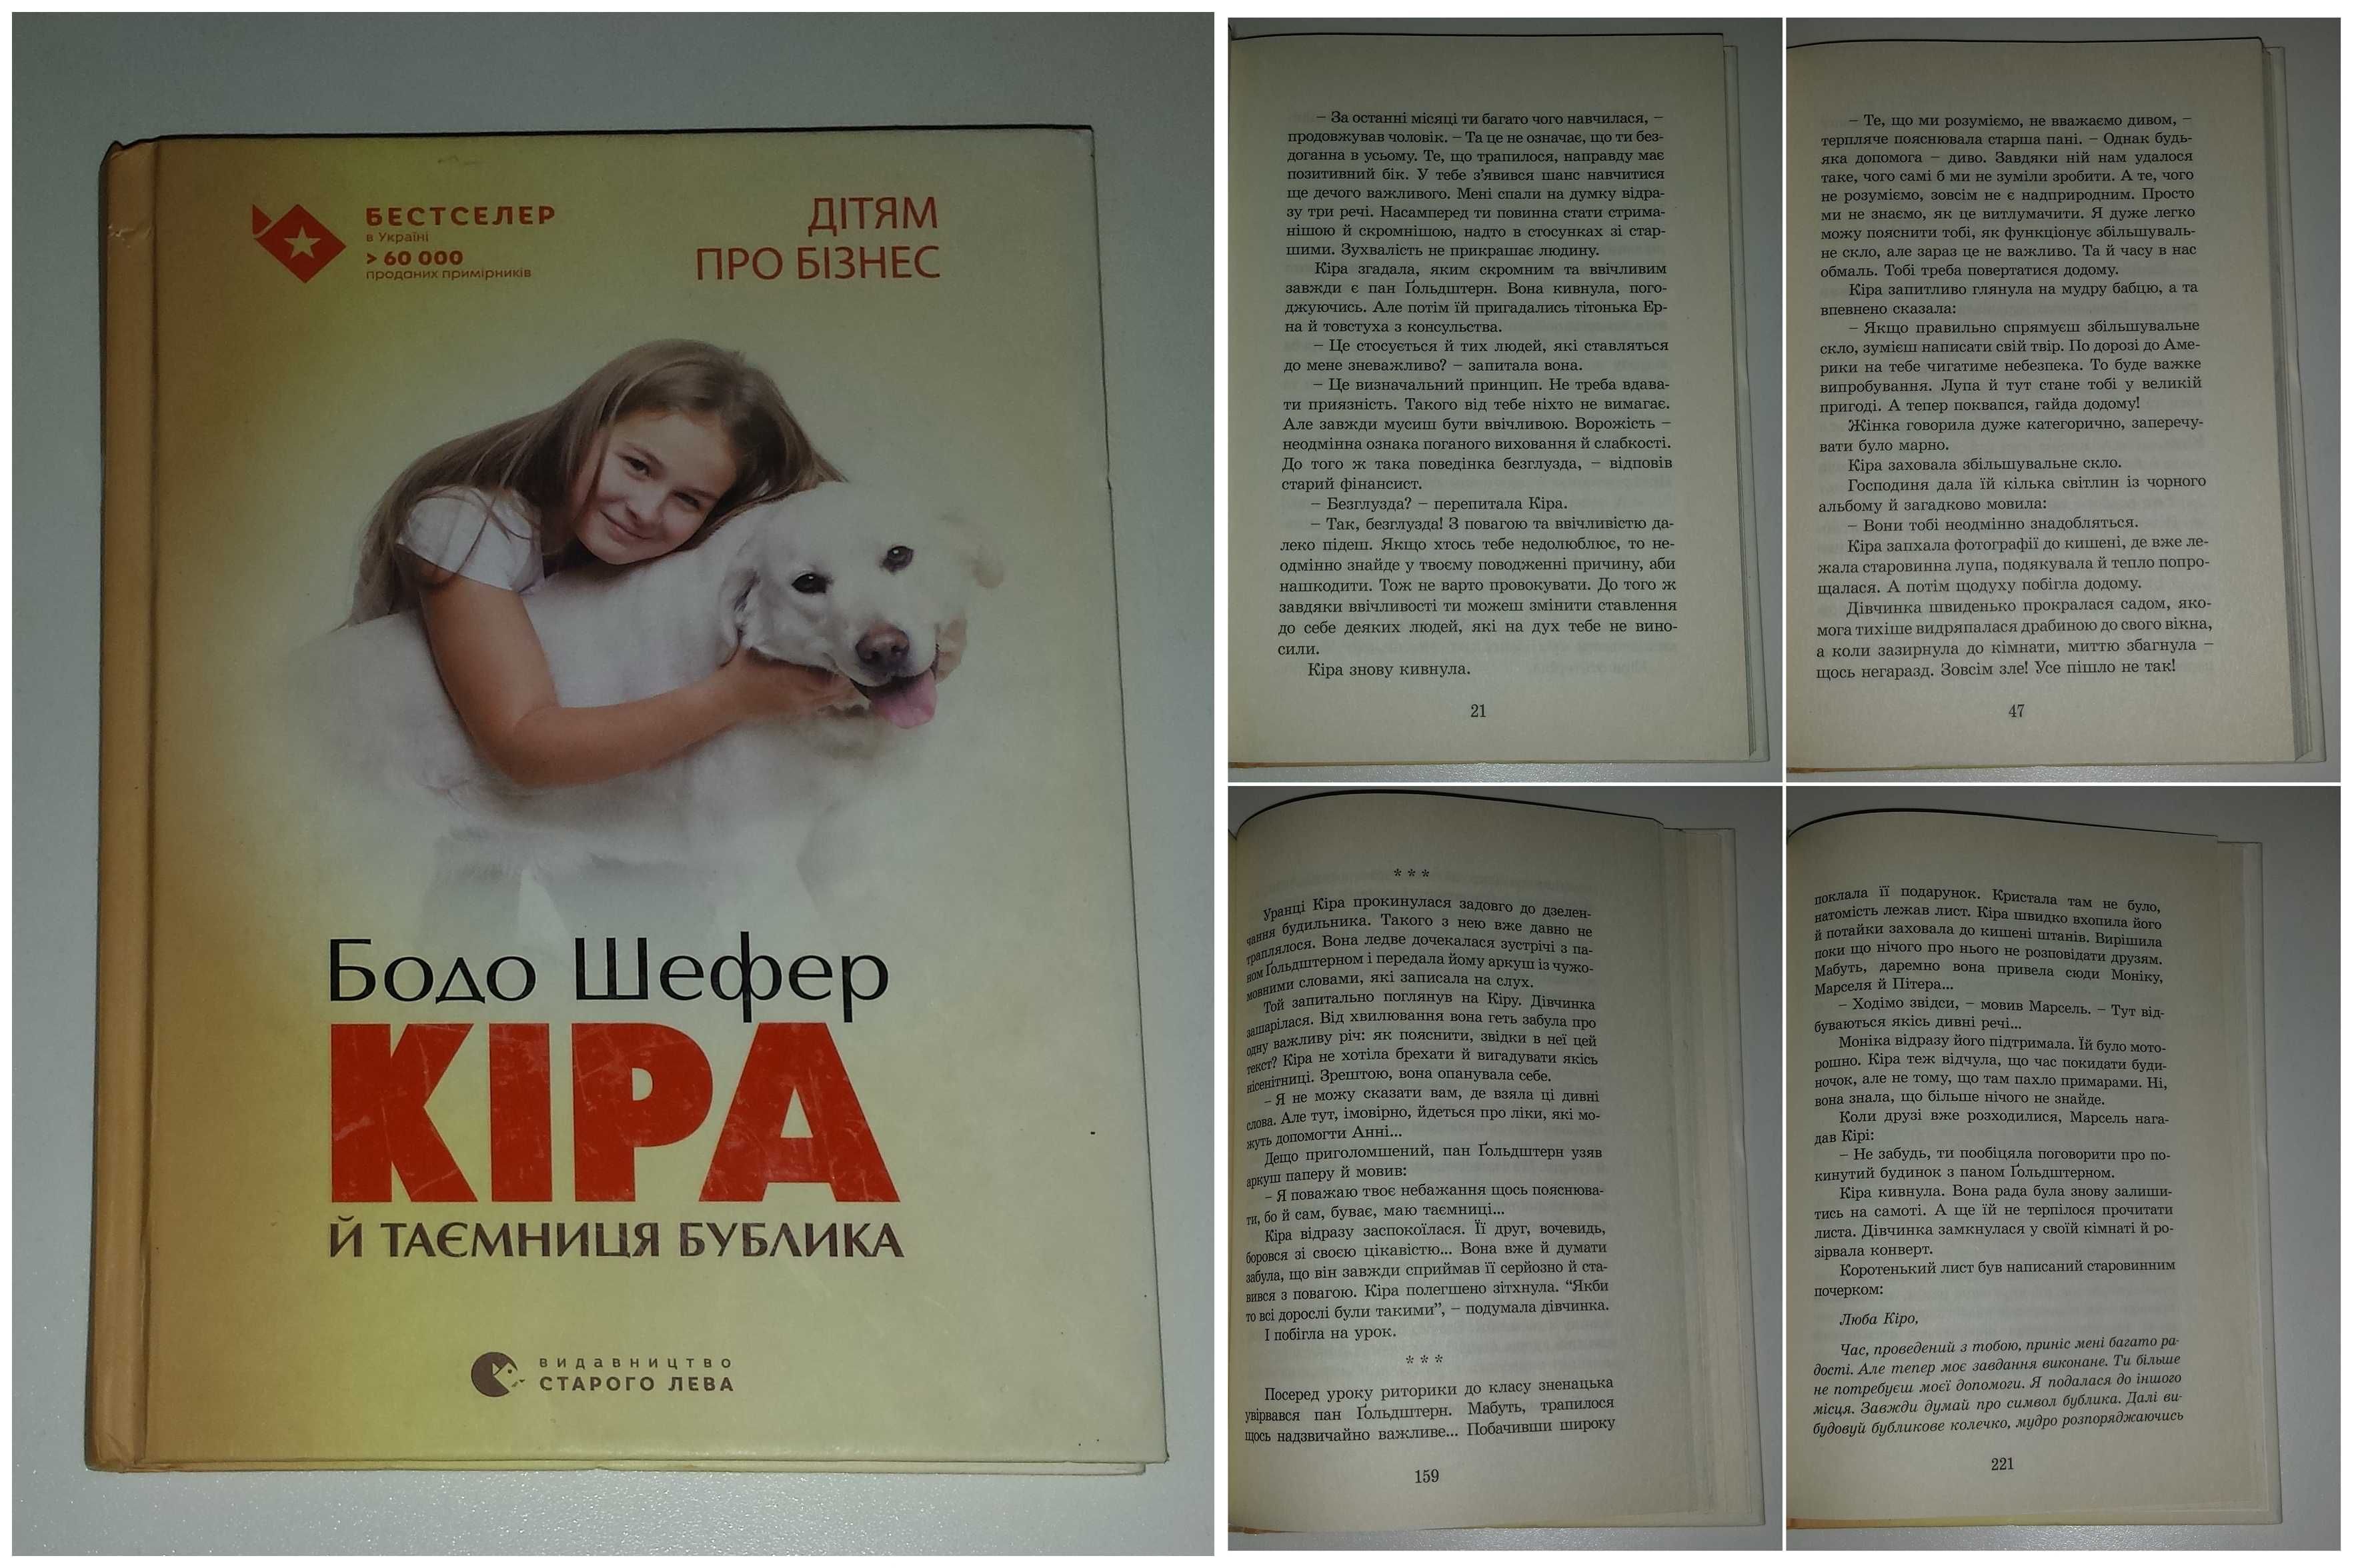 БЕСТСЕЛЕР
в Україні
> 60 000
проданих примірників
ДІТЯМ
ПРО БІЗНЕС
Бодо Шефер
КІРА
Й ТАЄМНИЦЯ БУБЛИКА
ВИДАВНИЦТВО
СТАРОГО ЛЕВА
– За останні місяці ти багато чого навчилася, –
продовжував чоловік. – Та це не означає, що ти без-
доганна в усьому. Те, що трапилося, направду має
позитивний бік. У тебе з’явився шанс навчитися
ще дечого важливого. Мені спали на думку відра-
зу три речі. Насамперед ти повинна стати стрима-
нішою й скромнішою, надто в стосунках зі стар-
шими. Зухвалість не прикрашає людину.
Кіра згадала, яким скромним та ввічливим
завжди є пан Ґольдштерн. Вона кивнула, пого-
джуючись. Але потім їй пригадались тітонька Ер-
на й товстуха з консульства.
– Це стосується й тих людей, які ставляться
до мене зневажливо? – запитала вона.
– Це визначальний принцип. Не треба вдава-
ти приязність. Такого від тебе ніхто не вимагає.
Але завжди мусиш бути ввічливою. Ворожість –
неодмінна ознака поганого виховання й слабкості.
До того ж така поведінка безглузда, – відповів
старий фінансист.
– Безглузда? – перепитала Кіра.
– Так, безглузда! З повагою та ввічливістю да-
леко підеш. Якщо хтось тебе недолюблює, то не-
одмінно знайде у твоєму поводженні причину, аби
нашкодити. Тож не варто провокувати. До того ж
завдяки ввічливості ти можеш змінити ставлення
до себе деяких людей, які на дух тебе не вино-
сили.
Кіра знову кивнула.
21
– Те, що ми розуміємо, не вважаємо дивом, –
терпляче пояснювала старша пані. – Однак будь-
яка допомога – диво. Завдяки ній нам удалося
таке, чого самі б ми не зуміли зробити. А те, чого
не розуміємо, зовсім не є надприродним. Просто
ми не знаємо, як це витлумачити. Я дуже легко
можу пояснити тобі, як функціонує збільшуваль-
не скло, але зараз це не важливо. Та й часу в нас
обмаль. Тобі треба повертатися додому.
Кіра запитливо глянула на мудру бабцю, а та
впевнено сказала:
– Якщо правильно спрямуєш збільшувальне
скло, зумієш написати свій твір. По дорозі до Аме-
рики на тебе чигатиме небезпека. То буде важке
випробування. Лупа й тут стане тобі у великій
пригоді. А тепер поквапся, гайда додому!
Жінка говорила дуже категорично, заперечу-
вати було марно.
Кіра заховала збільшувальне скло.
Господиня дала їй кілька світлин із чорного
альбому й загадково мовила:
– Вони тобі неодмінно знадобляться.
Кіра запхала фотографії до кишені, де вже ле-
жала старовинна лупа, подякувала й тепло попро-
щалася. А потім щодуху побігла додому.
Дівчинка швиденько прокралася садом, яко-
мога тихіше видряпалася драбиною до свого вікна,
а коли зазирнула до кімнати, миттю збагнула –
щось негаразд. Зовсім зле! Усе пішло не так!
47
* * *
Уранці Кіра прокинулася задовго до дзелен-
чання будильника. Такого з нею вже давно не
траплялося. Вона ледве дочекалася зустрічі з па-
ном Ґольдштерном і передала йому аркуш із чужо-
мовними словами, які записала на слух.
Той запитально поглянув на Кіру. Дівчинка
зашарілася. Від хвилювання вона геть забула про
одну важливу річ: як пояснити, звідки в неї цей
текст? Кіра не хотіла брехати й вигадувати якісь
нісенітниці. Зрештою, вона опанувала себе.
– Я не можу сказати вам, де взяла ці дивні
слова. Але тут, імовірно, йдеться про ліки, які мо-
жуть допомогти Анні...
Дещо приголомшений, пан Ґольдштерн узяв
аркуш паперу й мовив:
– Я поважаю твоє небажання щось пояснюва-
ти, бо й сам, буває, маю таємниці...
Кіра відразу заспокоїлася. Її друг, вочевидь,
боровся зі своєю цікавістю... Вона вже й думати
забула, що він завжди сприймав її серйозно й ста-
вився з повагою. Кіра полегшено зітхнула. “Якби
то всі дорослі були такими”, – подумала дівчинка.
І побігла на урок.
* * *
Посеред уроку риторики до класу зненацька
увірвався пан Ґольдштерн. Мабуть, трапилося
щось надзвичайно важливе... Побачивши широку
159
поклала її подарунок. Кристала там не було,
натомість лежав лист. Кіра швидко вхопила його
й потайки заховала до кишені штанів. Вирішила
поки що нічого про нього не розповідати друзям.
Мабуть, даремно вона привела сюди Моніку,
Марселя й Пітера...
– Ходімо звідси, – мовив Марсель. – Тут від-
буваються якісь дивні речі...
Моніка відразу його підтримала. Їй було мото-
рошно. Кіра теж відчула, що час покидати буди-
ночок, але не тому, що там пахло примарами. Ні,
вона знала, що більше нічого не знайде.
Коли друзі вже розходилися, Марсель нага-
дав Кірі:
– Не забудь, ти пообіцяла поговорити про по-
кинутий будинок з паном Ґольдштерном.
Кіра кивнула. Вона рада була знову залиши-
тись на самоті. А ще їй не терпілося прочитати
листа. Дівчинка замкнулася у своїй кімнаті й ро-
зірвала конверт.
Коротенький лист був написаний старовинним
почерком:
Люба Кіро,
Час, проведений з тобою, приніс мені багато ра-
дості. Але тепер моє завдання виконане. Ти більше
не потребуєш моєї допомоги. Я подалася до іншого
місця. Завжди думай про символ бублика. Далі ви-
будовуй бубликове колечко, мудро розпоряджаючись
221